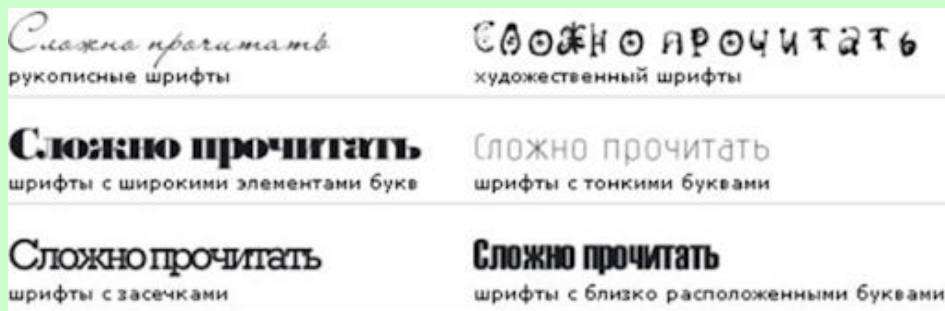 Сложно прочитать
рукописные шрифты
Сложно прочитать
художественный шрифты
Сложно прочитать
шрифты с широкими элементами букв
Сложно прочитать
шрифты с тонкими буквами
Сложно прочитать
шрифты с засечками
Сложно прочитать
шрифты с близко расположенными буквами